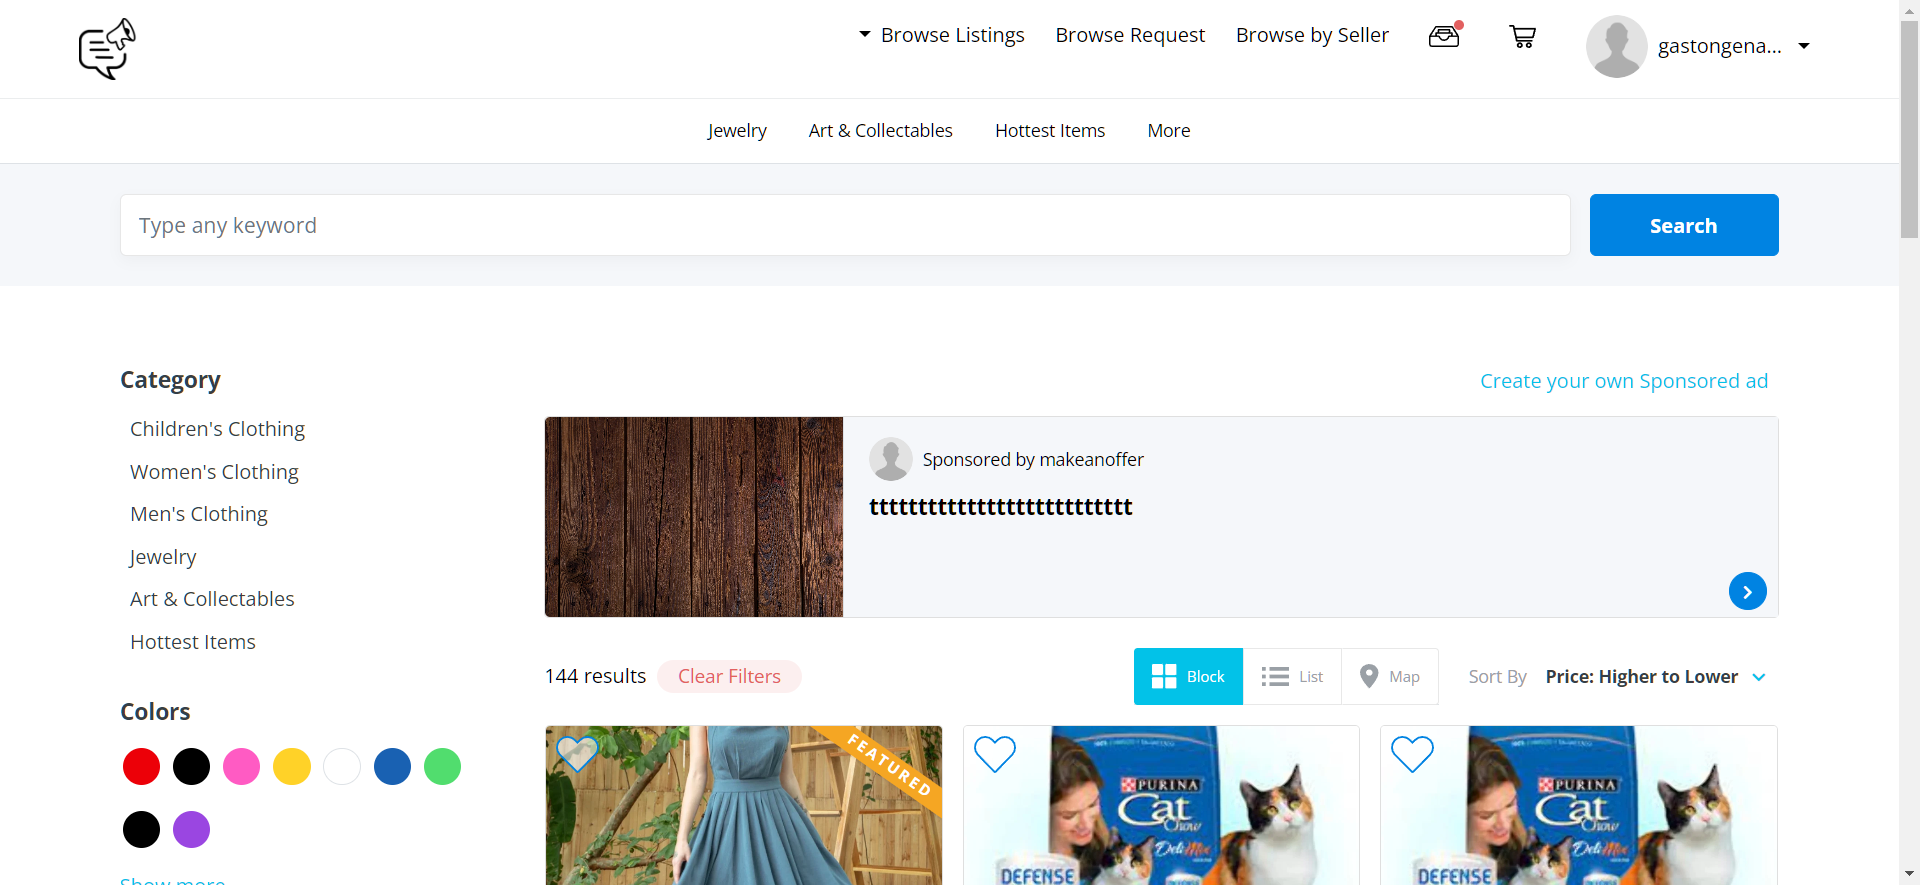 Browse Listings
Browse Request
Browse by Seller
gastongena...
Jewelry
Art & Collectables
Hottest Items
More
Type any keyword
Search
Category
Children's Clothing
Women's Clothing
Men's Clothing
Jewelry
Art & Collectables
Hottest Items
Colors
Show more
Create your own Sponsored ad
Sponsored by makeanoffer
ttttttttttttttttttttttttttt
144 results
Clear Filters
Block
List
Map
Sort By
Price: Higher to Lower
FEATURED
PURINA
Cat
Chow
DeliMix
DEFENSE
PURINA
Cat
Chow
DeliMix
DEFENSE